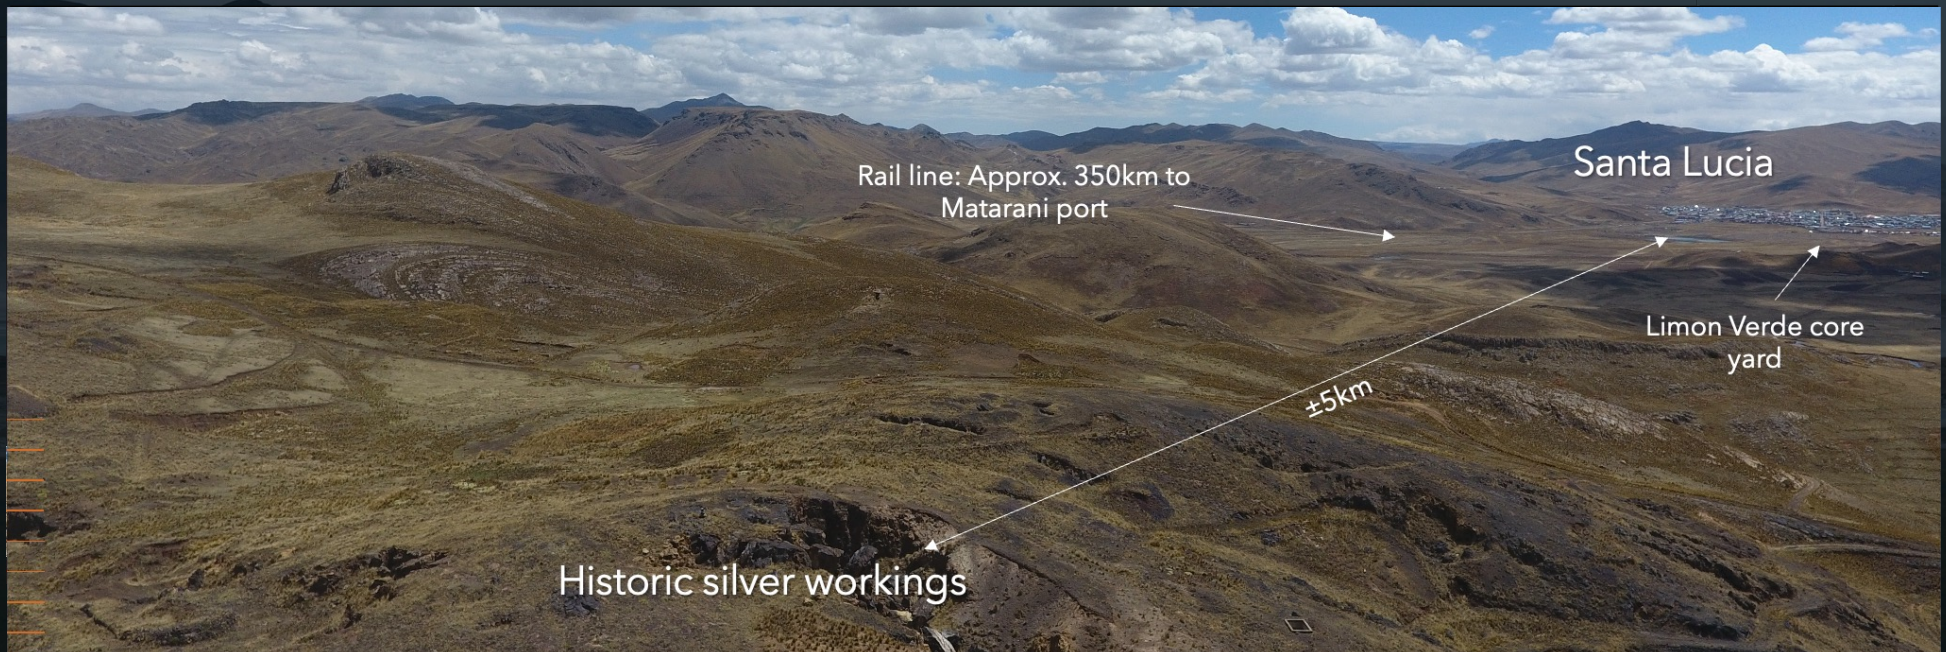 Santa Lucia
Rail line: Approx. 350km to
Matarani port
Limon Verde core
yard
±5km
Historic silver workings